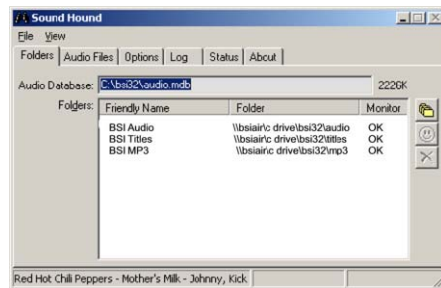 Sound Hound
File View
Folders Audio Files Options Log Status About
Audio Database: C:\bsi32\audio.mdb 2226K
Folders: Friendly Name Folder Monitor
BSI Audio \\bsiair\c drive\bsi32\audio OK
BSI Titles \\bsiair\c drive\bsi32\titles OK
BSI MP3 \\bsiair\c drive\bsi32\mp3 OK
Red Hot Chili Peppers - Mother's Milk - Johnny, Kick